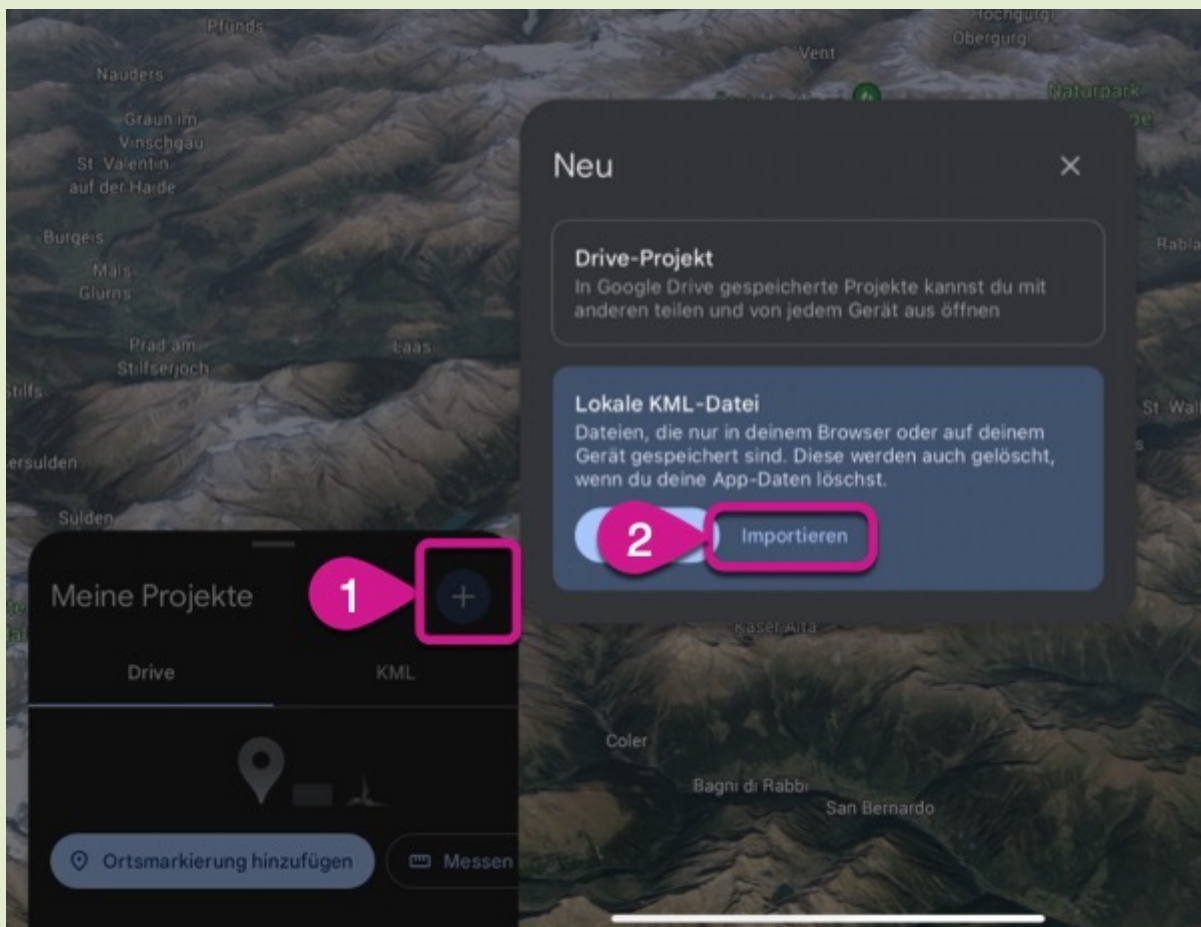 Pfunds
Hochgurgl
Obergurgl
Vent
Nauders
Naturpark
Graun im
Vinschgau
St. Valentin
auf der Haide
Neu
Burgeis
Rabla
Drive-Projekt
Mals
In Google Drive gespeicherte Projekte kannst du mit
Glurns
anderen teilen und von jedem Gerät aus öffnen
Prad am
Stilfserjoch
Laas
Stilfs
Lokale KML-Datei
St. Wa
Dateien, die nur in deinem Browser oder auf deinem
Gerät gespeichert sind. Diese werden auch gelöscht,
wenn du deine App-Daten löschst.
ersulden
Sulden
2
Importieren
Meine Projekte
1
+
Kaser Alta
Drive
KML
Coler
Bagni di Rabbi
San Bernardo
Ortsmarkierung hinzufügen
Messen